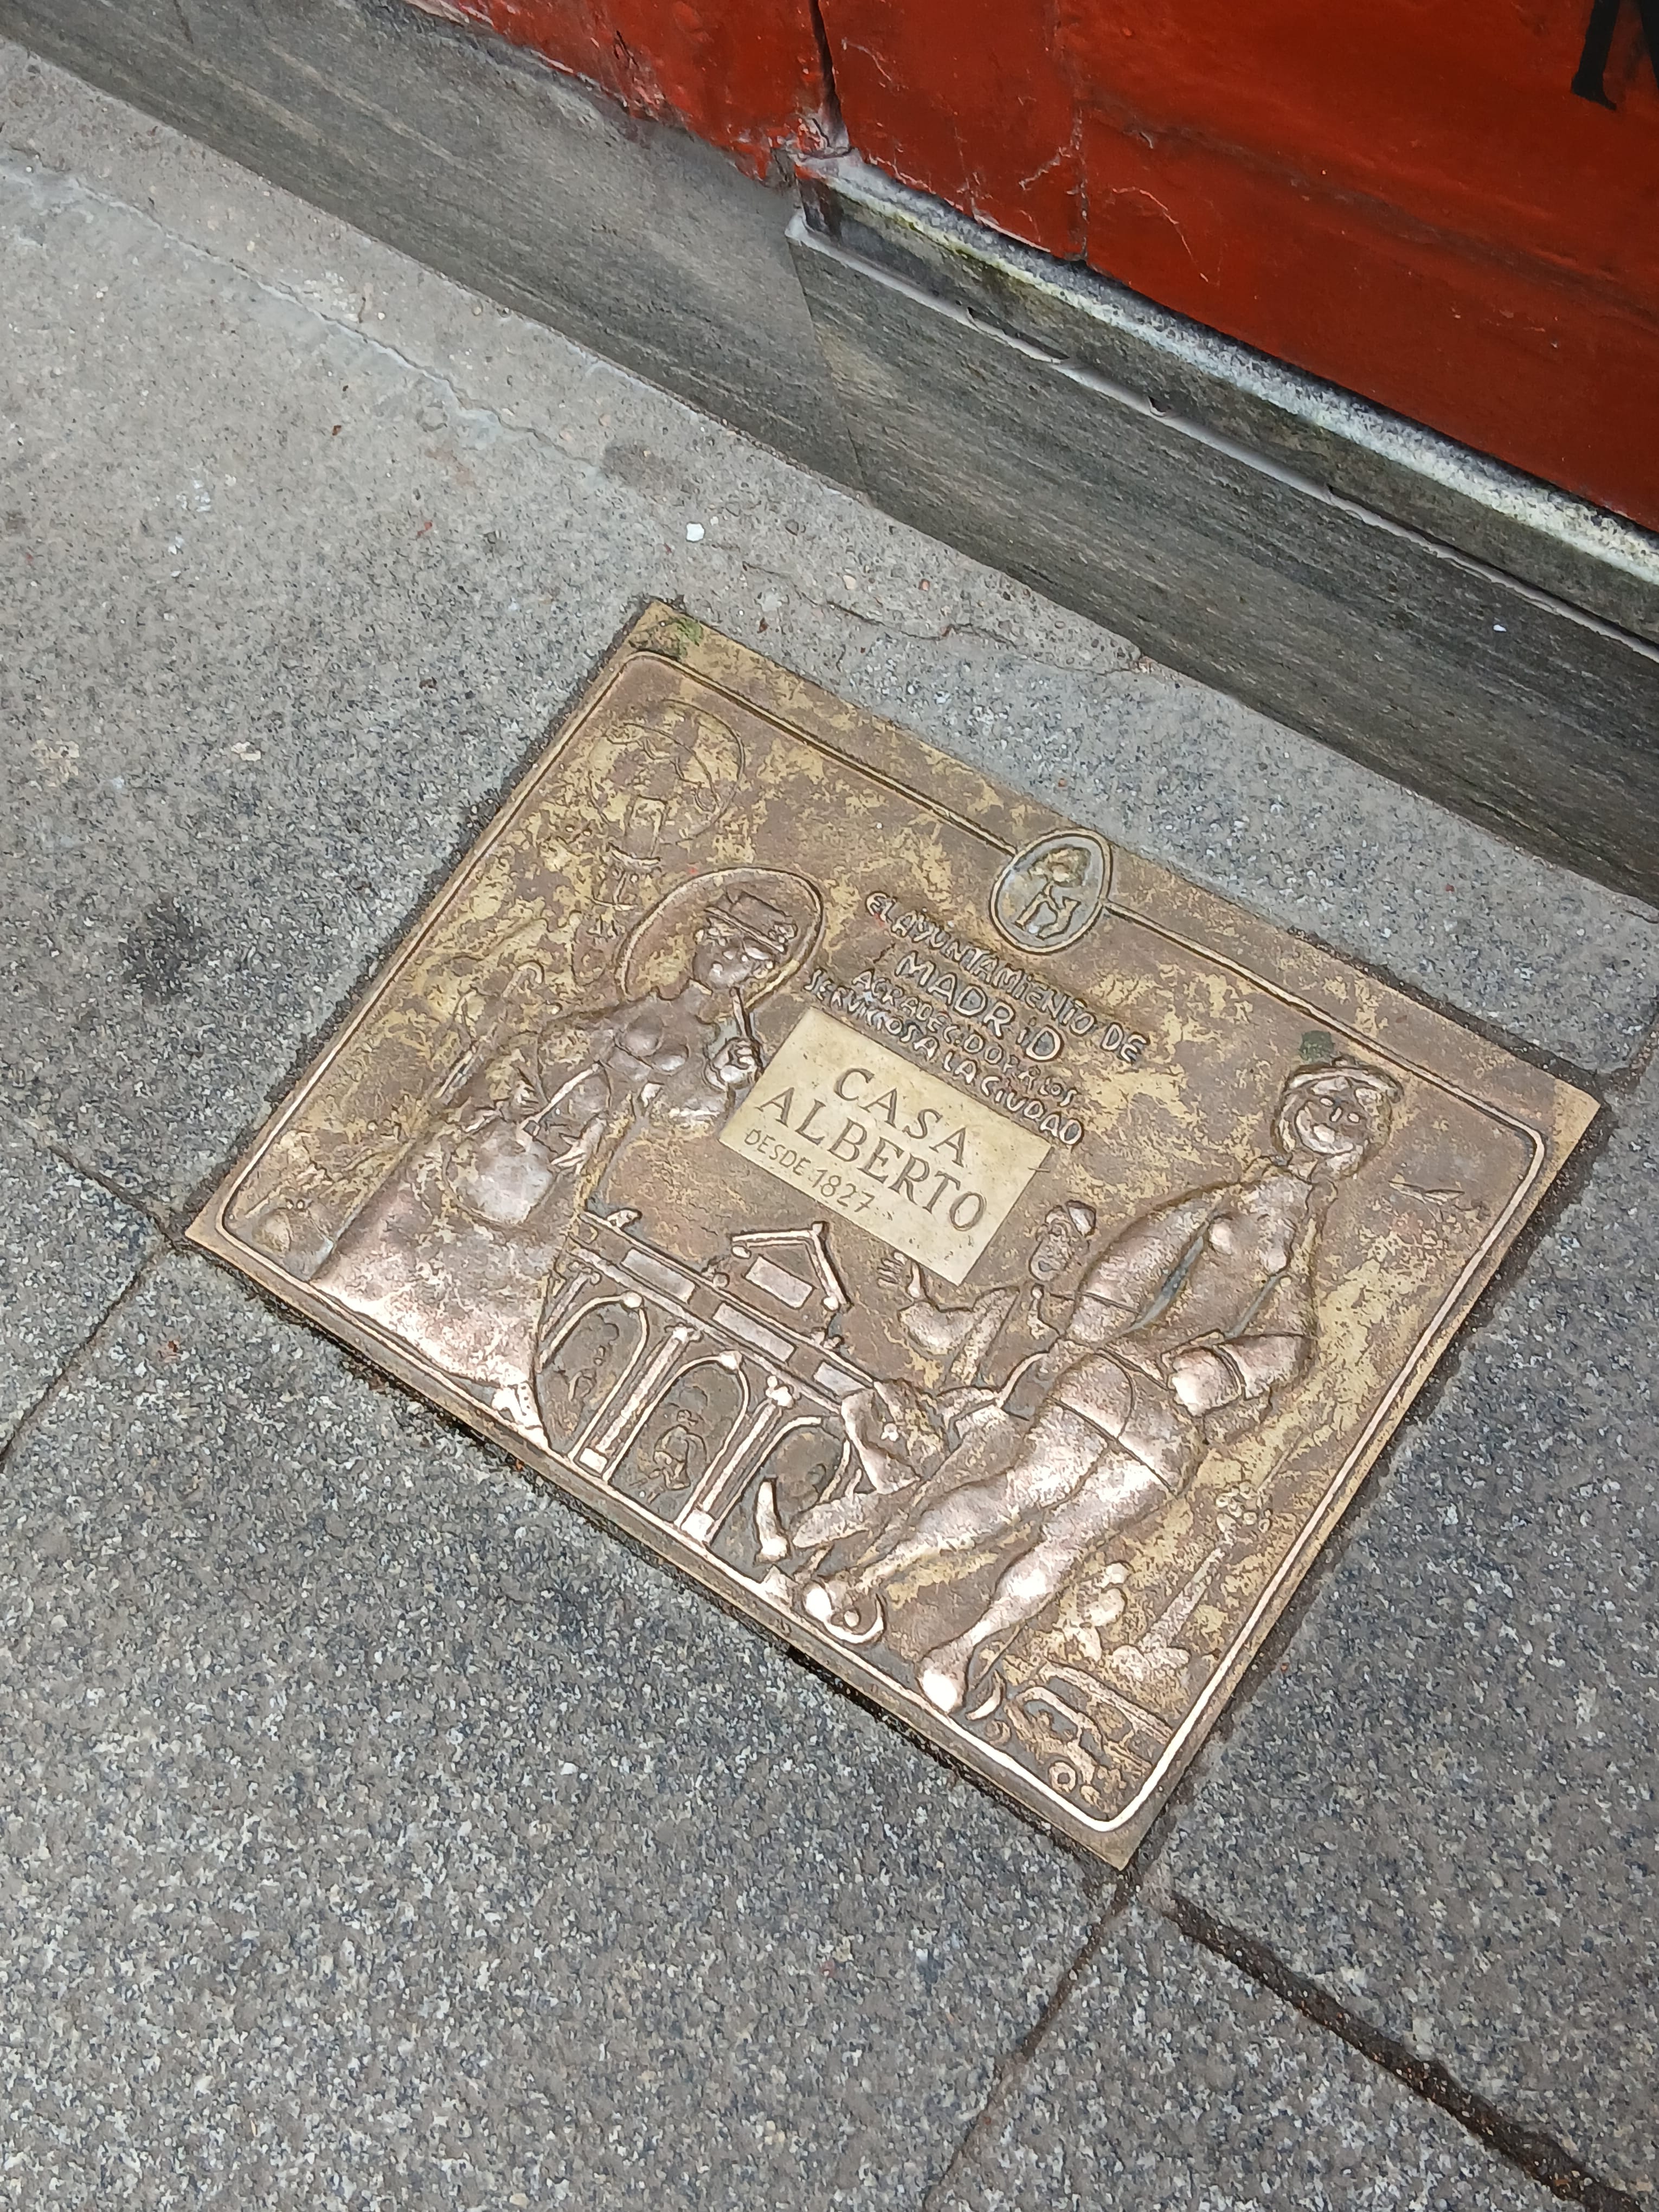 EL AYUNTAMIENTO DE
MADRID
AGRADECIDO A LOS
SERVICIOS A LA CIUDAD
CASA
ALBERTO
DESDE 1827